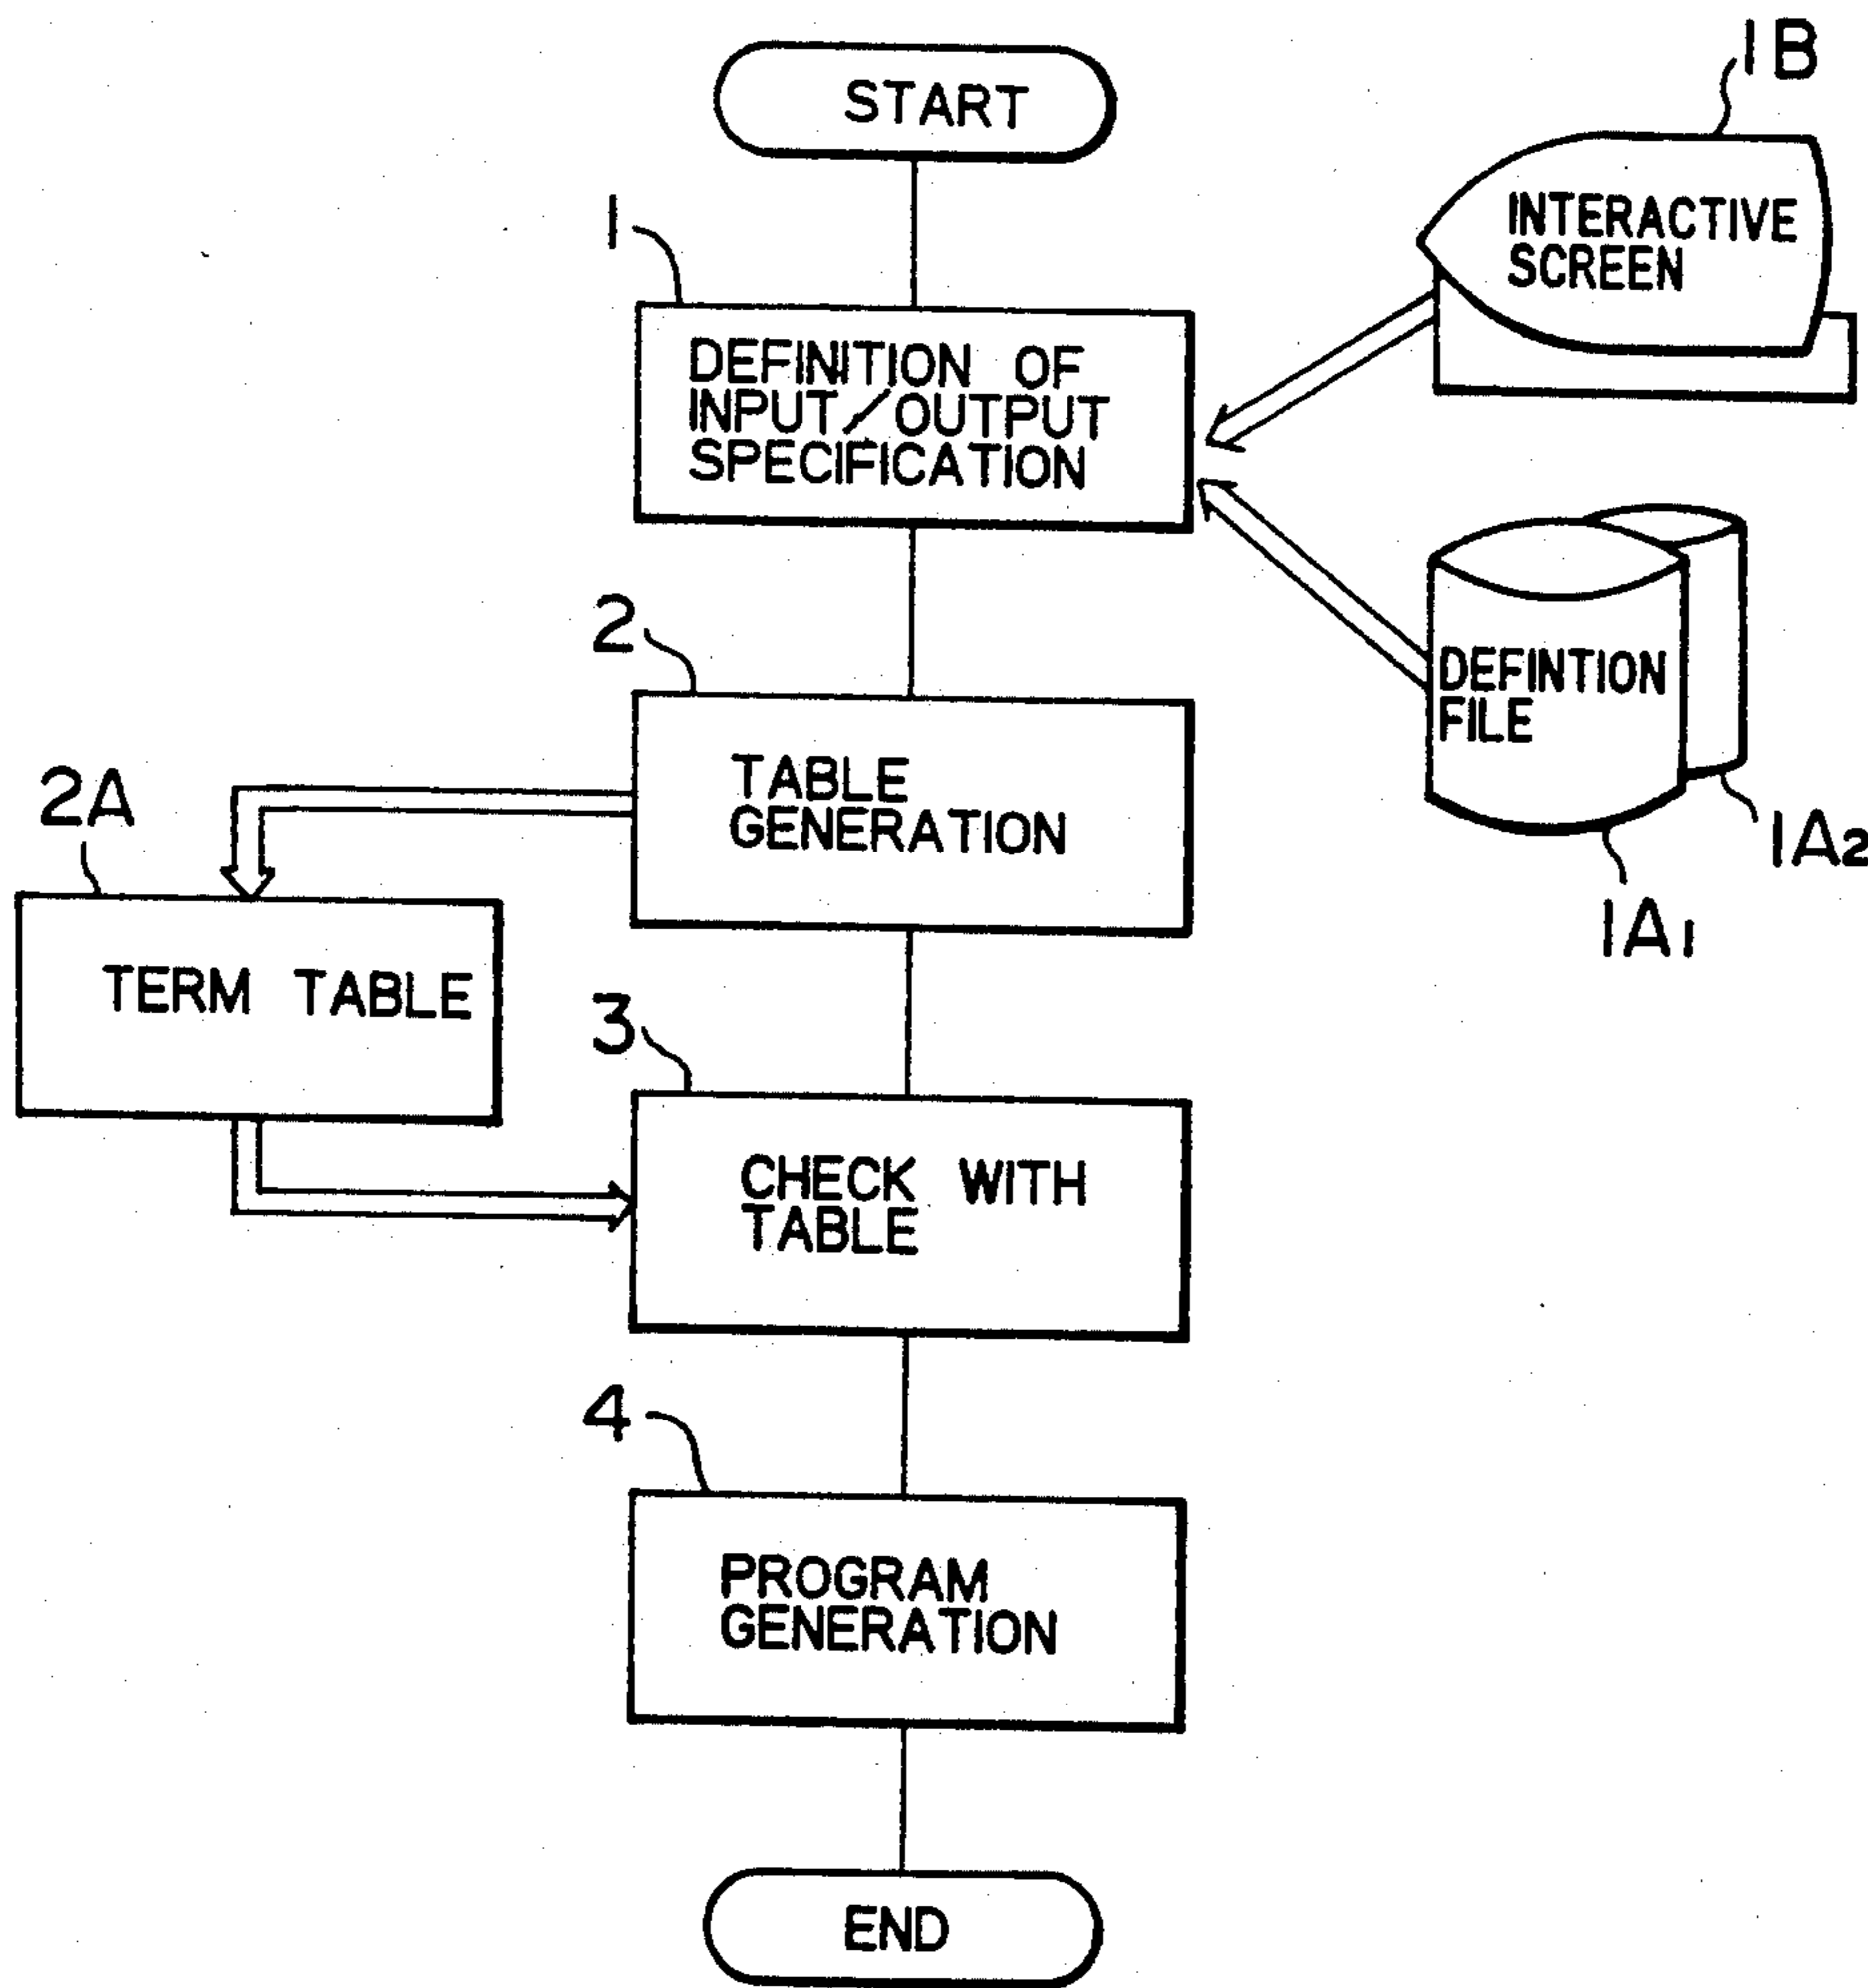 START
1B
INTERACTIVE
SCREEN
1
DEFINITION OF
INPUT/OUTPUT
SPECIFICATION
2
DEFINTION
FILE
1A2
1A1
TABLE
GENERATION
2A
TERM TABLE
3
CHECK WITH
TABLE
4
PROGRAM
GENERATION
END